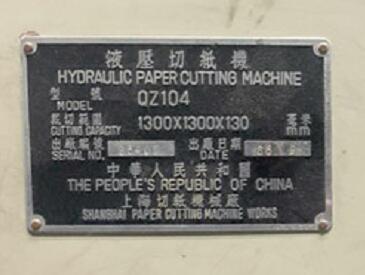 液壓切紙機
HYDRAULIC PAPER CUTTING MACHINE
型號 QZ104
MODEL
裁切範圍 1300X1300X130 毫米
CUTTING CAPACITY mm
出廠編號 出廠日期
SERIAL NO. DATE
中華人民共和國
THE PEOPLE'S REPUBLIC OF CHINA
上海切紙機械廠
SHANGHAI PAPER CUTTING MACHINE WORKS